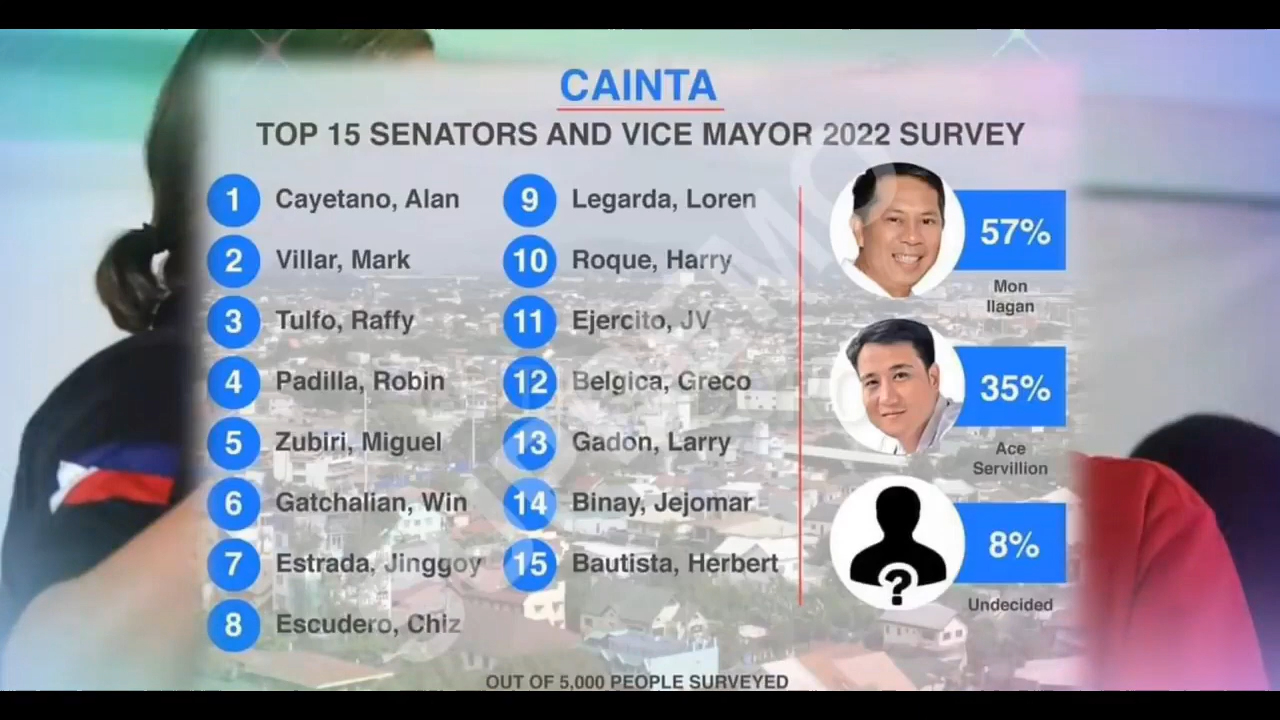 CAINTA
TOP 15 SENATORS AND VICE MAYOR 2022 SURVEY
1 Cayetano, Alan
2 Villar, Mark
3 Tulfo, Raffy
4 Padilla, Robin
5 Zubiri, Miguel
6 Gatchalian, Win
7 Estrada, Jinggoy
8 Escudero, Chiz
9 Legarda, Loren
10 Roque, Harry
11 Ejercito, JV
12 Belgica, Greco
13 Gadon, Larry
14 Binay, Jejomar
15 Bautista, Herbert
57%
Mon
Ilagan
35%
Ace
Servillion
?
8%
Undecided
OUT OF 5,000 PEOPLE SURVEYED